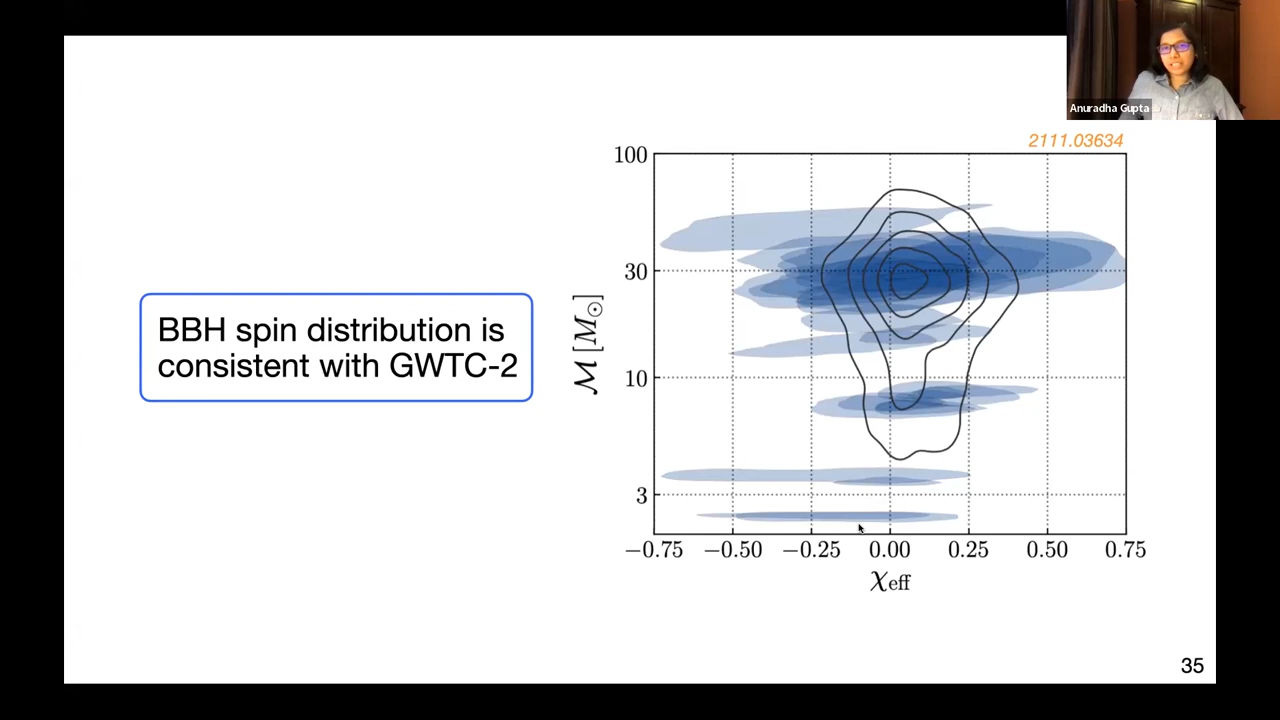 Anuradha Gupta
2111.03634
BBH spin distribution is
consistent with GWTC-2
100
30
10
3
ℳ [M⊙]
−0.75 −0.50 −0.25 0.00 0.25 0.50 0.75
χeff
35